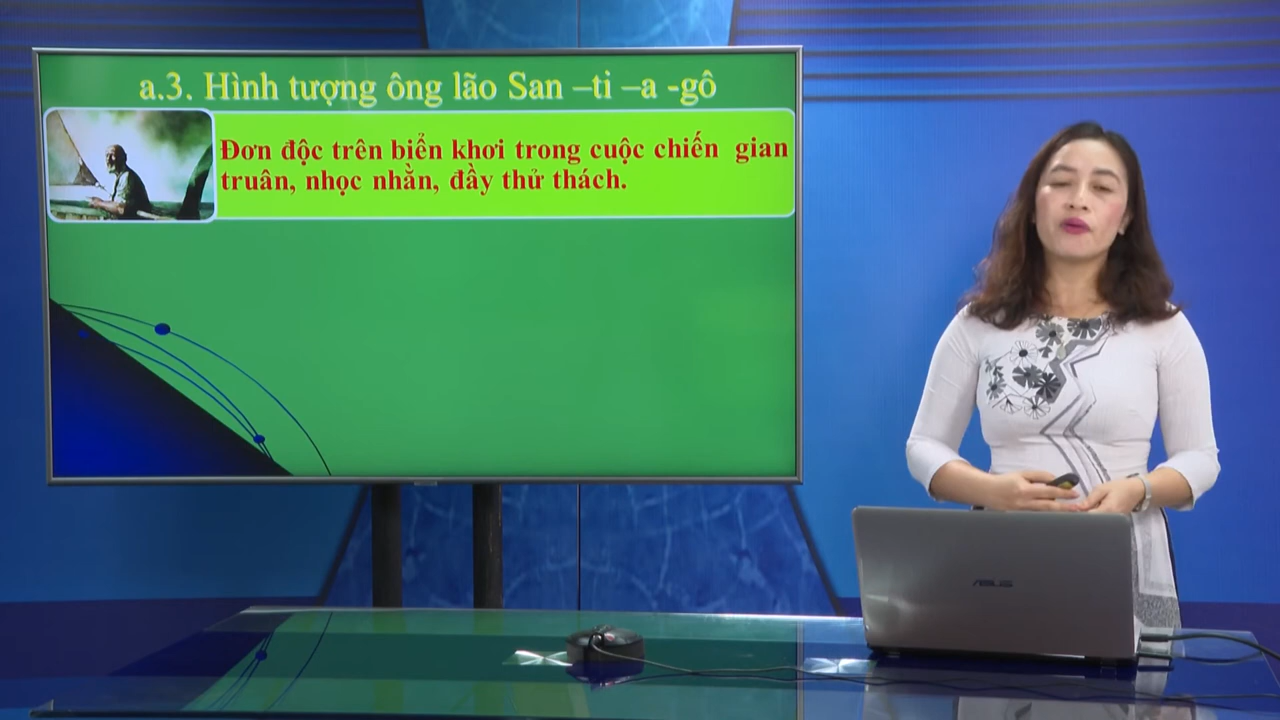 a.3. Hình tượng ông lão San –ti –a -gô
Đơn độc trên biển khơi trong cuộc chiến gian
truân, nhọc nhằn, đầy thử thách.
ASUS